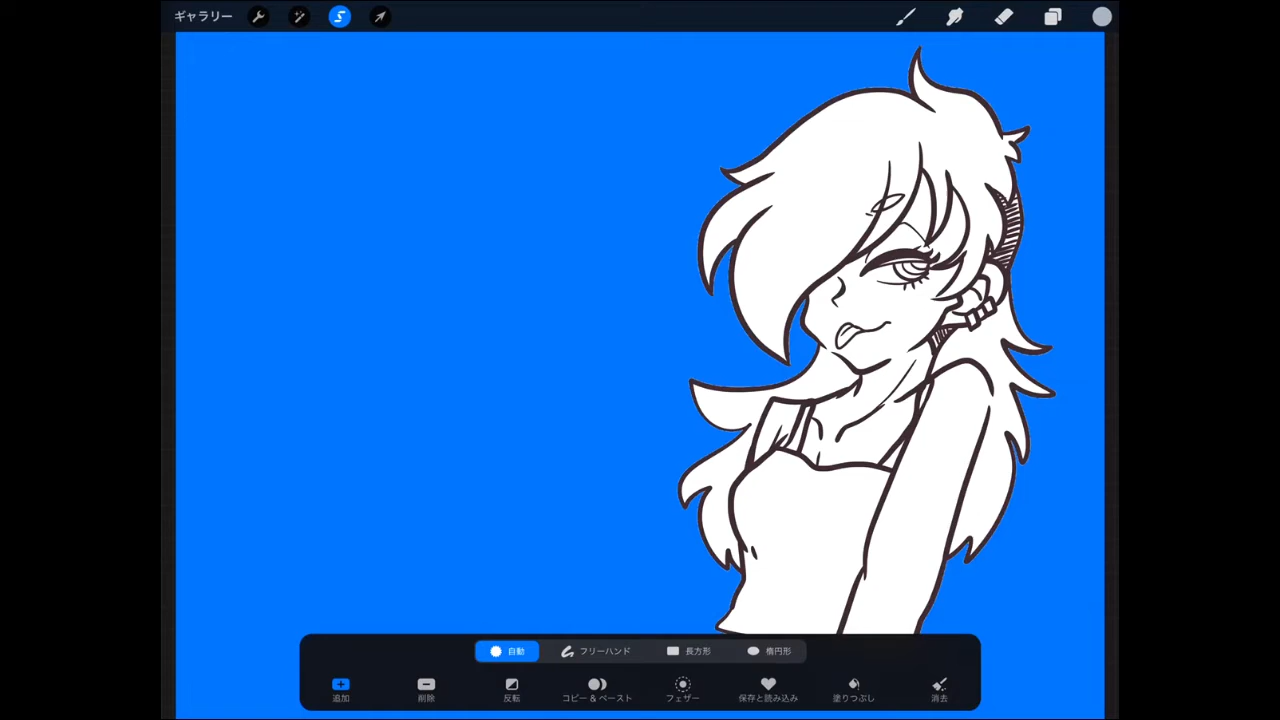 ギャラリー
自動 フリーハンド 長方形 楕円形
追加 削除 反転 コピー & ペースト フェザー 保存と読み込み 塗りつぶし 消去